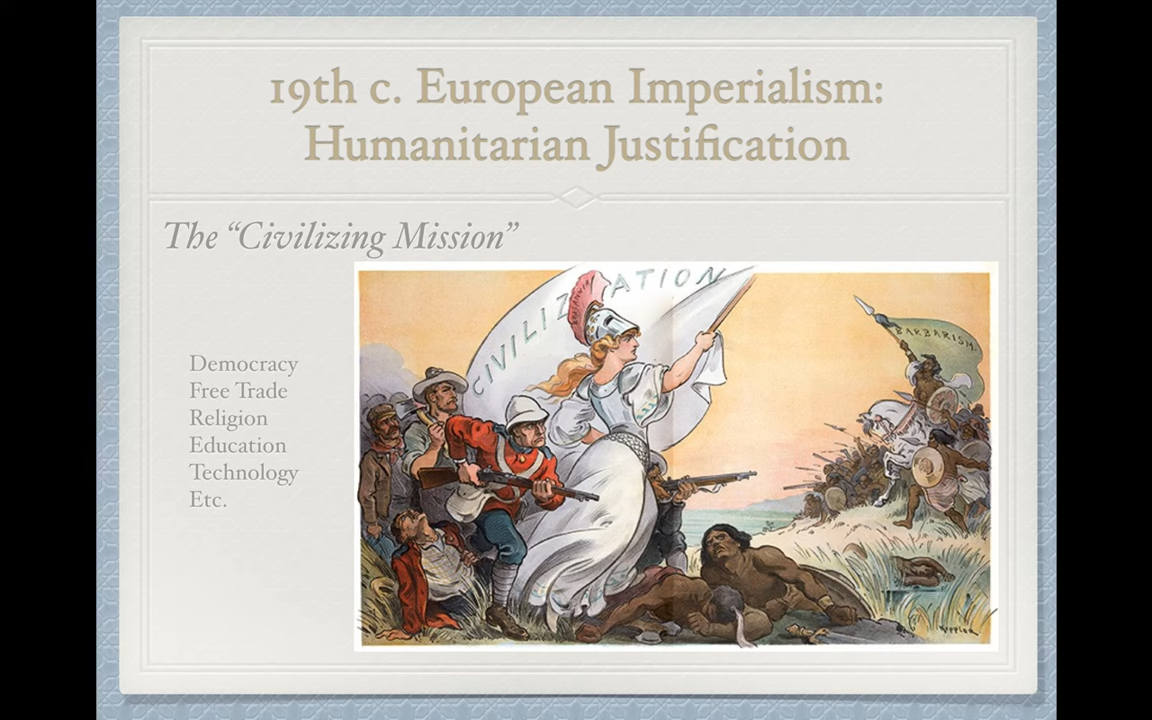 19th c. European Imperialism:
Humanitarian Justification
The “Civilizing Mission”
Democracy
Free Trade
Religion
Education
Technology
Etc.
CIVILIZATION
BARBARISM.